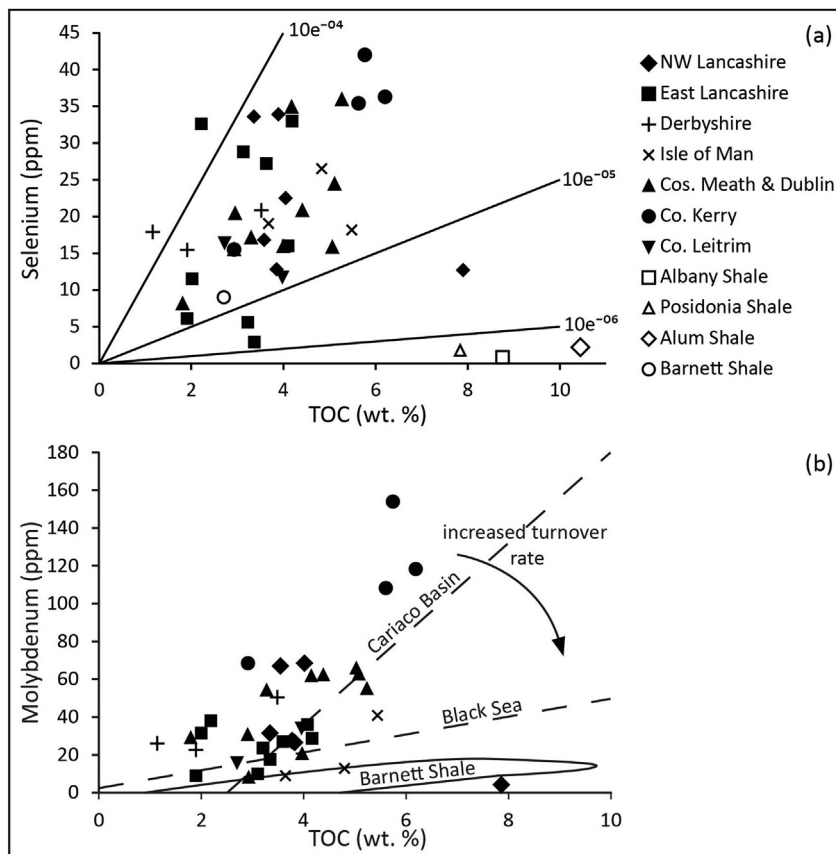 (a)
45
40
35
30
25
20
15
10
5
0
Selenium (ppm)
10e⁻⁰⁴
10e⁻⁰⁵
10e⁻⁰⁶
0 2 4 6 8 10
TOC (wt. %)
NW Lancashire
East Lancashire
Derbyshire
Isle of Man
Cos. Meath & Dublin
Co. Kerry
Co. Leitrim
Albany Shale
Posidonia Shale
Alum Shale
Barnett Shale
(b)
180
160
140
120
100
80
60
40
20
0
Molybdenum (ppm)
increased turnover
rate
Cariaco Basin
Black Sea
Barnett Shale
0 2 4 6 8 10
TOC (wt. %)